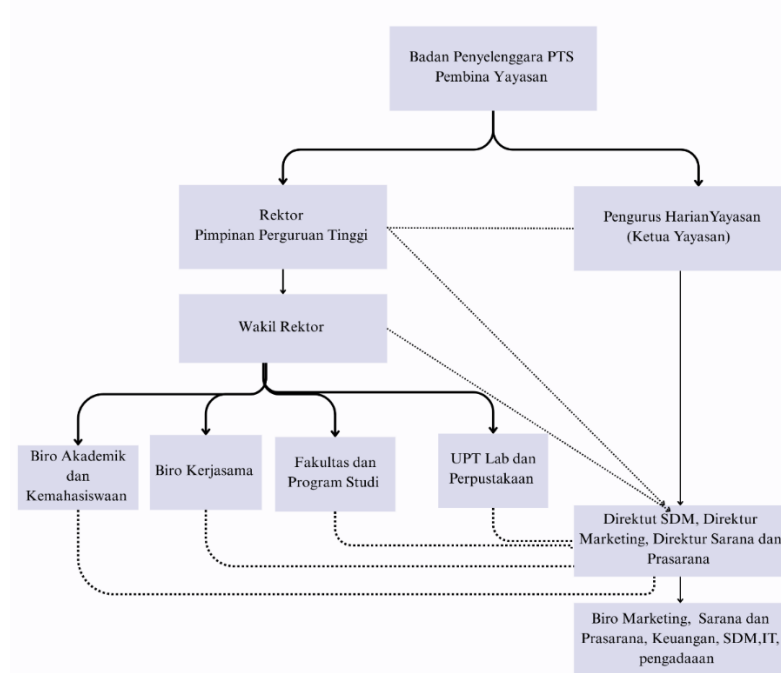 Badan Penyelenggara PTS
Pembina Yayasan
Rektor
Pimpinan Perguruan Tinggi
Pengurus HarianYayasan
(Ketua Yayasan)
Wakil Rektor
Biro Akademik
dan
Kemahasiswaan
Biro Kerjasama
Fakultas dan
Program Studi
UPT Lab dan
Perpustakaan
Direktut SDM, Direktur
Marketing, Direktur Sarana dan
Prasarana
Biro Marketing, Sarana dan
Prasarana, Keuangan, SDM,IT,
pengadaaan